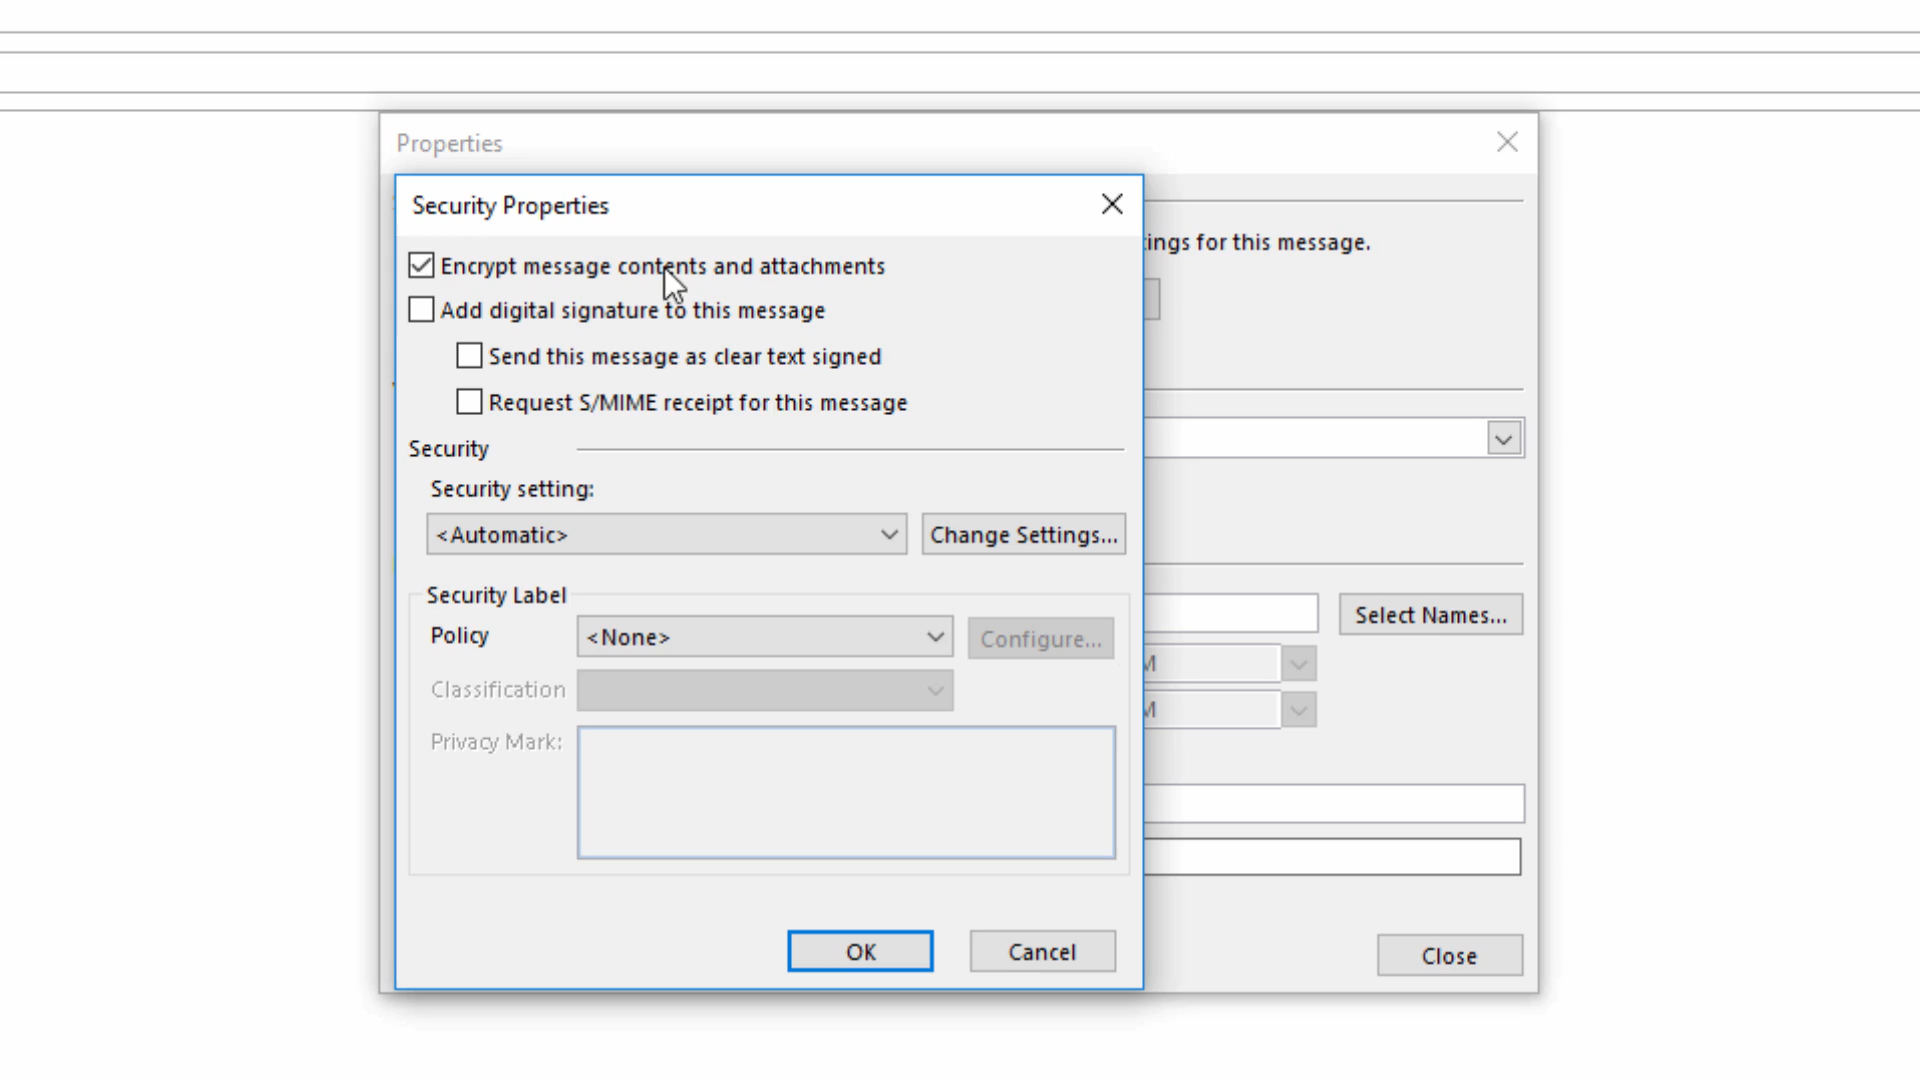 Properties
Security Properties
Encrypt message contents and attachments
ings for this message.
Add digital signature to this message
Send this message as clear text signed
Request S/MIME receipt for this message
Security
Security setting:
<Automatic>
Change Settings...
Security Label
Select Names...
Policy
<None>
Configure...
M
Classification
M
Privacy Mark:
OK
Cancel
Close